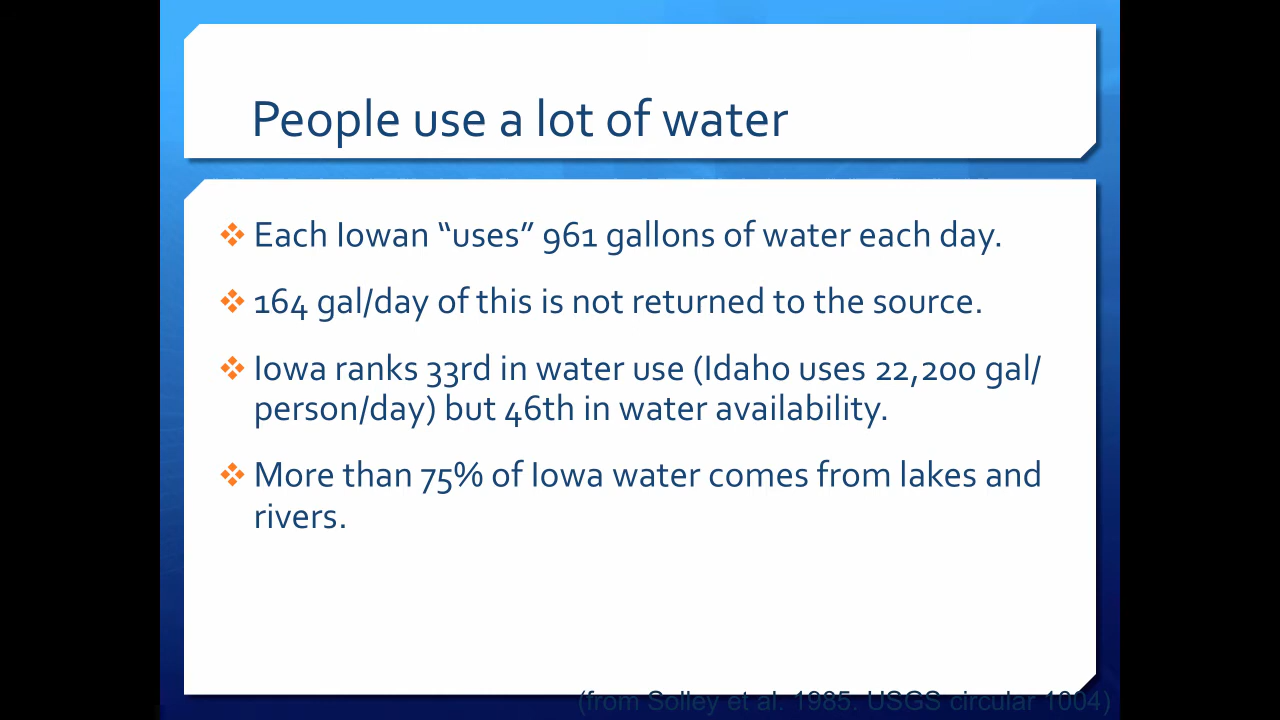 People use a lot of water
Each Iowan “uses” 961 gallons of water each day.
164 gal/day of this is not returned to the source.
Iowa ranks 33rd in water use (Idaho uses 22,200 gal/
person/day) but 46th in water availability.
More than 75% of Iowa water comes from lakes and
rivers.
(from Solley et al. 1985. USGS circular 1004)